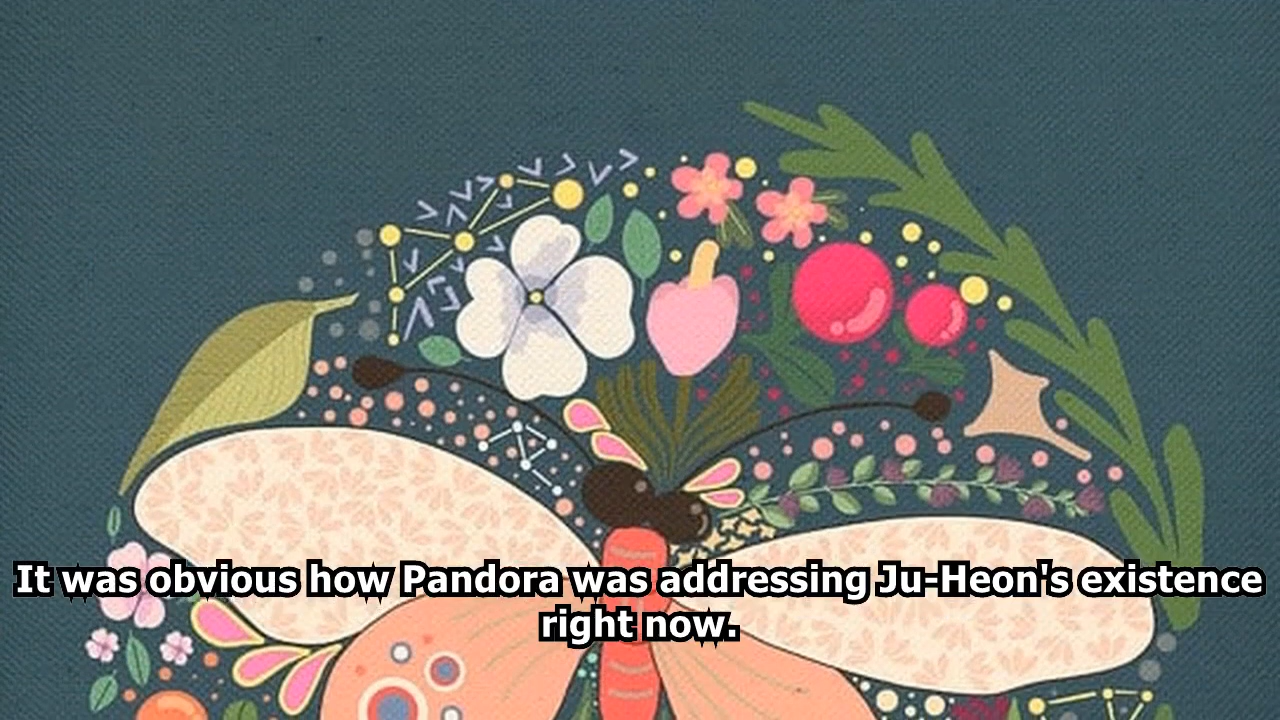 It was obvious how Pandora was addressing Ju-Heon's existence
right now.